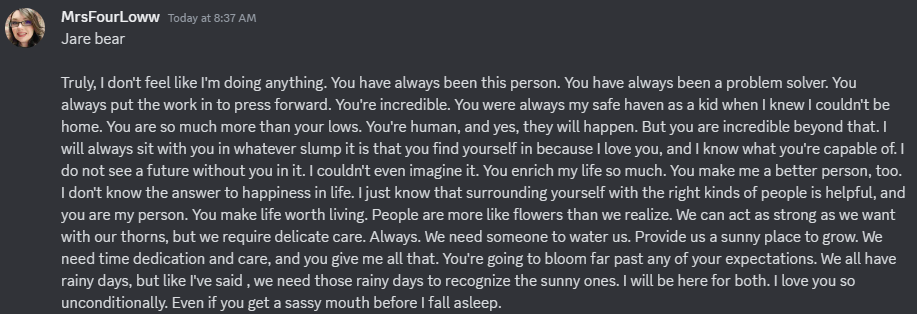 MrsFourLoww Today at 8:37 AM
Jare bear
Truly, I don't feel like I'm doing anything. You have always been this person. You have always been a problem solver. You
always put the work in to press forward. You're incredible. You were always my safe haven as a kid when I knew I couldn't be
home. You are so much more than your lows. You're human, and yes, they will happen. But you are incredible beyond that. I
will always sit with you in whatever slump it is that you find yourself in because I love you, and I know what you're capable of. I
do not see a future without you in it. I couldn't even imagine it. You enrich my life so much. You make me a better person, too.
I don't know the answer to happiness in life. I just know that surrounding yourself with the right kinds of people is helpful, and
you are my person. You make life worth living. People are more like flowers than we realize. We can act as strong as we want
with our thorns, but we require delicate care. Always. We need someone to water us. Provide us a sunny place to grow. We
need time dedication and care, and you give me all that. You're going to bloom far past any of your expectations. We all have
rainy days, but like I've said , we need those rainy days to recognize the sunny ones. I will be here for both. I love you so
unconditionally. Even if you get a sassy mouth before I fall asleep.